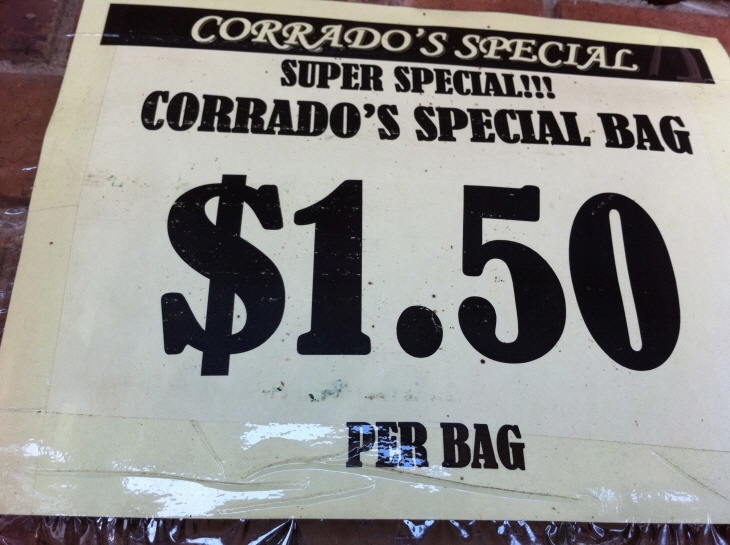 CORRADO'S SPECIAL
SUPER SPECIAL!!!
CORRADO'S SPECIAL BAG
$1.50
PER BAG